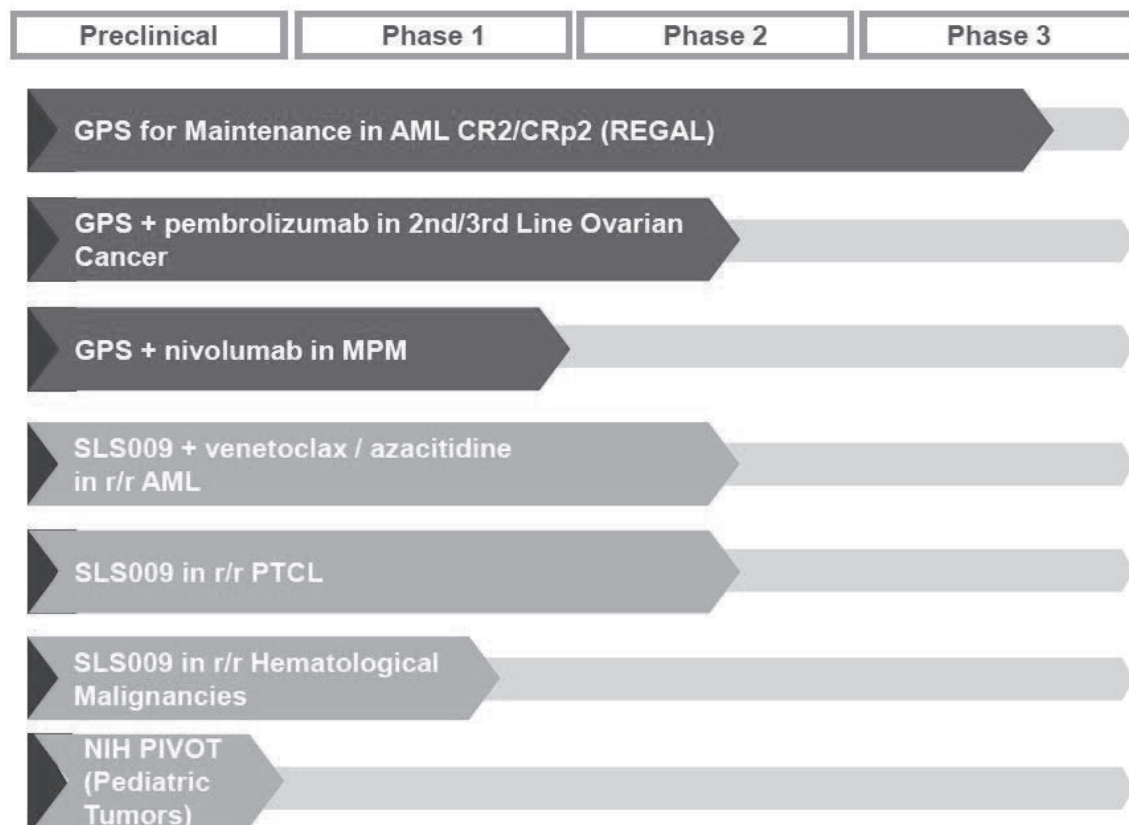 Preclinical Phase 1 Phase 2 Phase 3
GPS for Maintenance in AML CR2/CRp2 (REGAL)
GPS + pembrolizumab in 2nd/3rd Line Ovarian
Cancer
GPS + nivolumab in MPM
SLS009 + venetoclax / azacitidine
in r/r AML
SLS009 in r/r PTCL
SLS009 in r/r Hematological
Malignancies
NIH PIVOT
(Pediatric
Tumors)